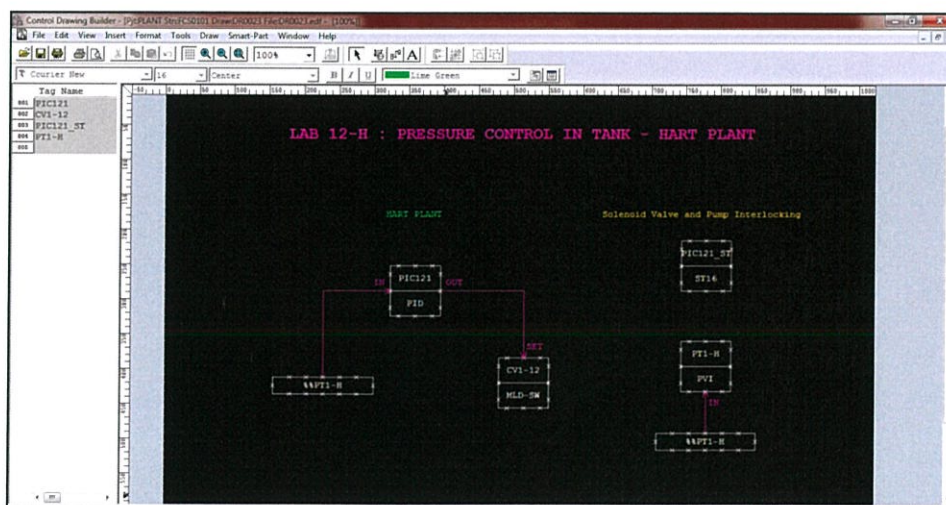 Control Drawing Builder - [Pjt:PLANT Stn:FCS0101 Draw:DR0023 File:DR0023.edf - [100%]]
File Edit View Insert Format Tools Draw Smart-Part Window Help
100%
A
Courier New 16 Center B I U Lime Green
Tag Name
001 PIC121
002 CV1-12
003 PIC121_ST
004 PT1-H
005
LAB 12-H : PRESSURE CONTROL IN TANK - HART PLANT
HART PLANT
Solenoid Valve and Pump Interlocking
PIC121_ST
ST16
IN
PIC121
OUT
PID
SET
CV1-12
MLD-SW
%%PT1-H
PT1-H
PVI
IN
%%PT1-H